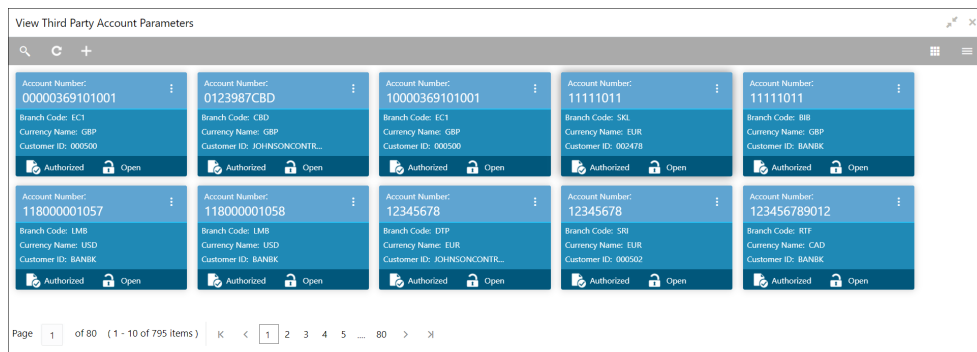 View Third Party Account Parameters
Account Number:
00000369101001
Branch Code: EC1
Currency Name: GBP
Customer ID: 000500
Authorized Open
Account Number:
0123987CBD
Branch Code: CBD
Currency Name: GBP
Customer ID: JOHNSONCONTR...
Authorized Open
Account Number:
10000369101001
Branch Code: EC1
Currency Name: GBP
Customer ID: 000500
Authorized Open
Account Number:
11111011
Branch Code: SKL
Currency Name: EUR
Customer ID: 002478
Authorized Open
Account Number:
11111011
Branch Code: BIB
Currency Name: GBP
Customer ID: BANBK
Authorized Open
Account Number:
118000001057
Branch Code: LMB
Currency Name: USD
Customer ID: BANBK
Authorized Open
Account Number:
118000001058
Branch Code: LMB
Currency Name: USD
Customer ID: BANBK
Authorized Open
Account Number:
12345678
Branch Code: DTP
Currency Name: EUR
Customer ID: JOHNSONCONTR...
Authorized Open
Account Number:
12345678
Branch Code: SRI
Currency Name: EUR
Customer ID: 000502
Authorized Open
Account Number:
123456789012
Branch Code: RTF
Currency Name: CAD
Customer ID: BANBK
Authorized Open
Page 1 of 80 ( 1 - 10 of 795 items ) 1 2 3 4 5 ... 80